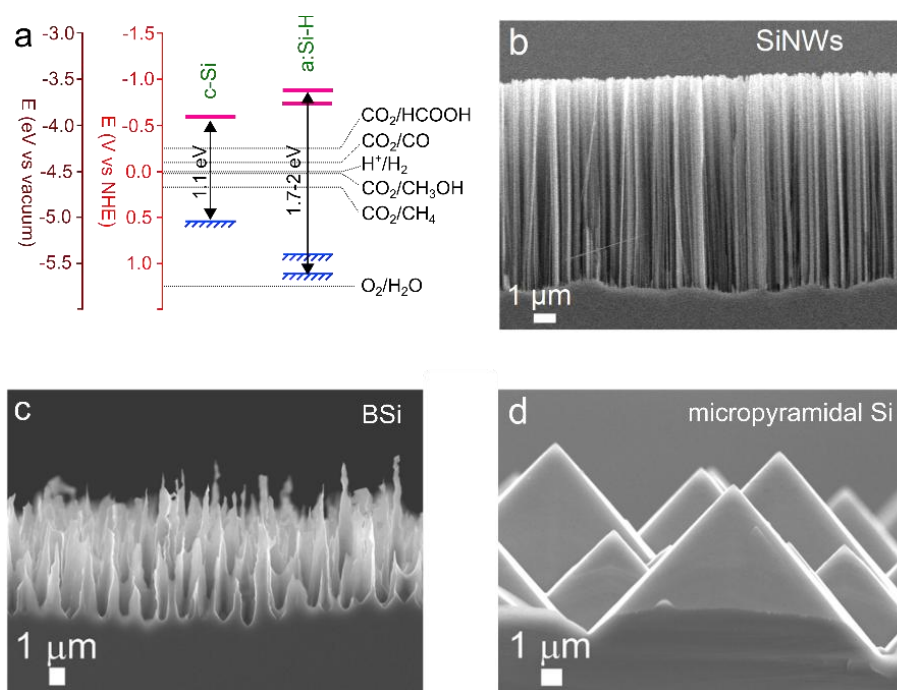 a
-3.0
-3.5
-4.0
-4.5
-5.0
-5.5
E (eV vs vacuum)
-1.5
-1.0
-0.5
0.0
0.5
1.0
E (V vs NHE)
c-Si
1.1 eV
a:Si-H
1.7-2 eV
CO₂/HCOOH
CO₂/CO
H⁺/H₂
CO₂/CH₃OH
CO₂/CH₄
O₂/H₂O
b
SiNWs
1 µm
c
BSi
1 µm
d
micropyramidal Si
1 µm